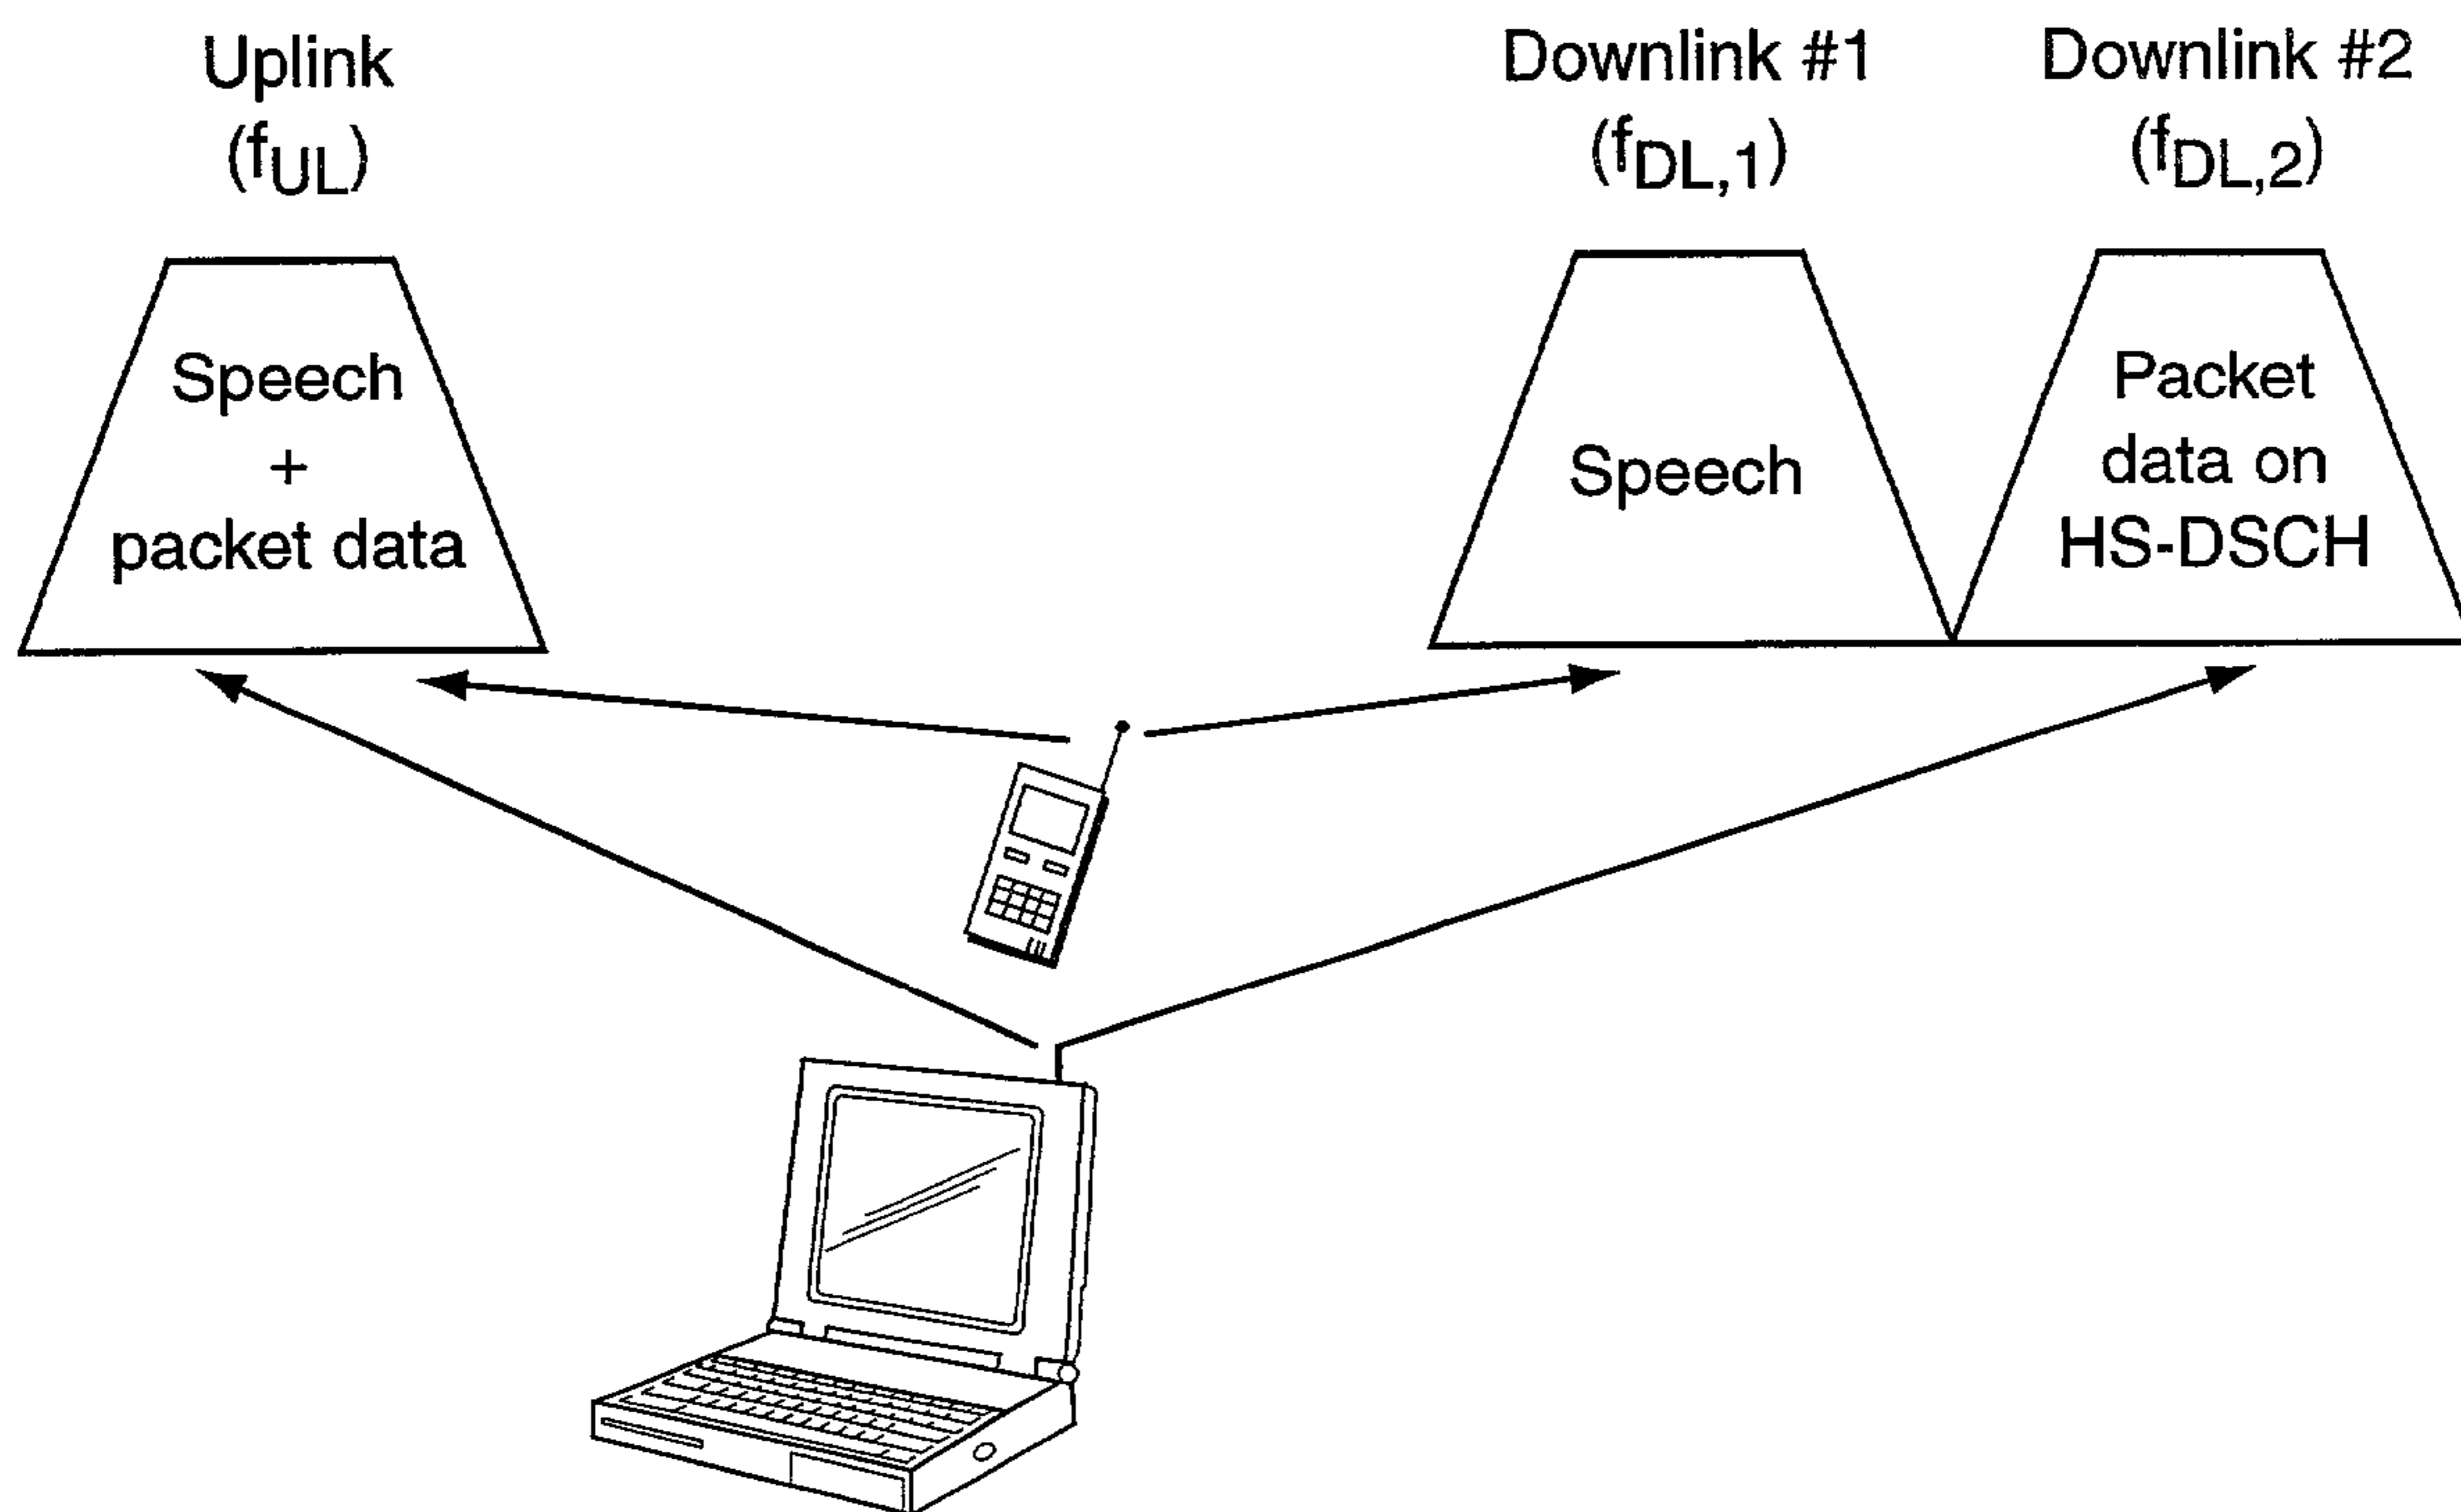 Uplink
(fUL)
Downlink #1
(fDL,1)
Downlink #2
(fDL,2)
Speech
+
packet data
Speech
Packet
data on
HS-DSCH